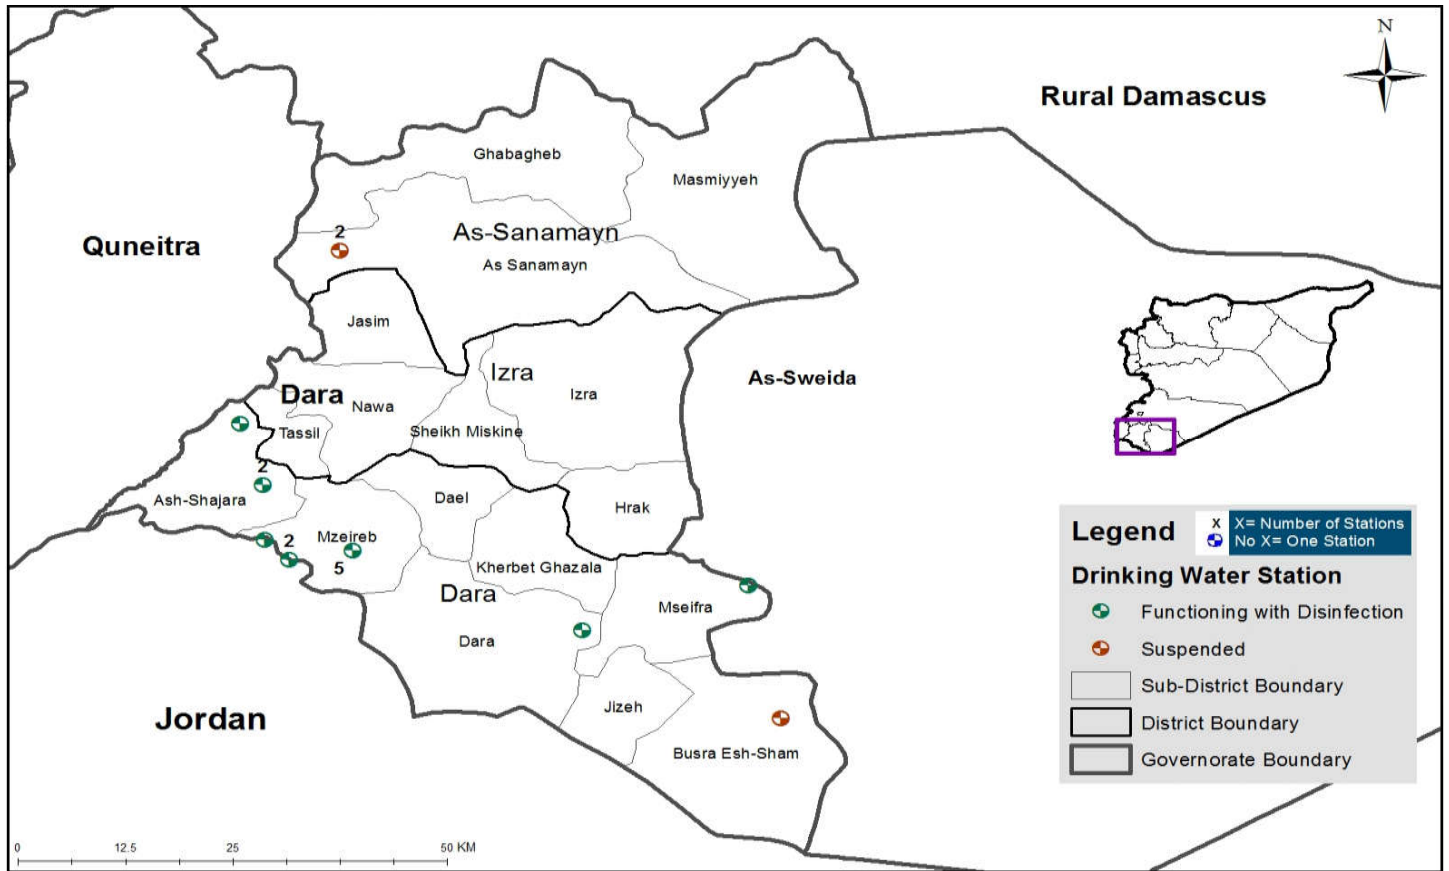 N
Rural Damascus
Ghabagheb
Masmiyyeh
Quneitra
2
As-Sanamayn
As Sanamayn
Jasim
Izra
Izra
As-Sweida
Dara
Nawa
Tassil
Sheikh Miskine
2
Ash-Shajara
Dael
Hrak
Mzeireb
2
5
Kherbet Ghazala
Dara
Mseifra
Dara
Jizeh
Jordan
Busra Esh-Sham
Legend
X X= Number of Stations
No X= One Station
Drinking Water Station
Functioning with Disinfection
Suspended
Sub-District Boundary
District Boundary
Governorate Boundary
0 12.5 25 50 KM